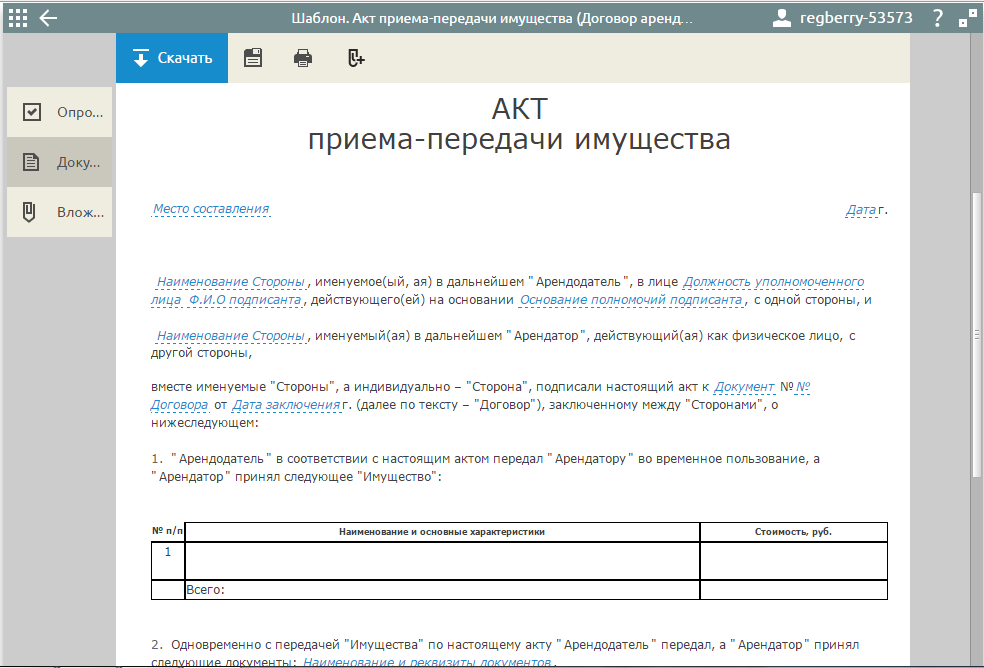 Шаблон. Акт приема-передачи имущества (Договор аренд...
regberry-53573 ?
Скачать
Опро...
Доку...
Влож...
АКТ
приема-передачи имущества
Место составления Дата г.
Наименование Стороны, именуемое(ый, ая) в дальнейшем "Арендодатель", в лице Должность уполномоченного
лица Ф.И.О подписанта, действующего(ей) на основании Основание полномочий подписанта, с одной стороны, и
Наименование Стороны, именуемый(ая) в дальнейшем "Арендатор", действующий(ая) как физическое лицо, с
другой стороны,
вместе именуемые "Стороны", а индивидуально – "Сторона", подписали настоящий акт к Документ №№
Договора от Дата заключения г. (далее по тексту – "Договор"), заключенному между "Сторонами", о
нижеследующем:
1. "Арендодатель" в соответствии с настоящим актом передал "Арендатору" во временное пользование, а
"Арендатор" принял следующее "Имущество":
№ п/п Наименование и основные характеристики Стоимость, руб.
1
Всего:
2. Одновременно с передачей "Имущества" по настоящему акту "Арендодатель" передал, а "Арендатор" принял
следующие документы: Наименование и реквизиты документов.